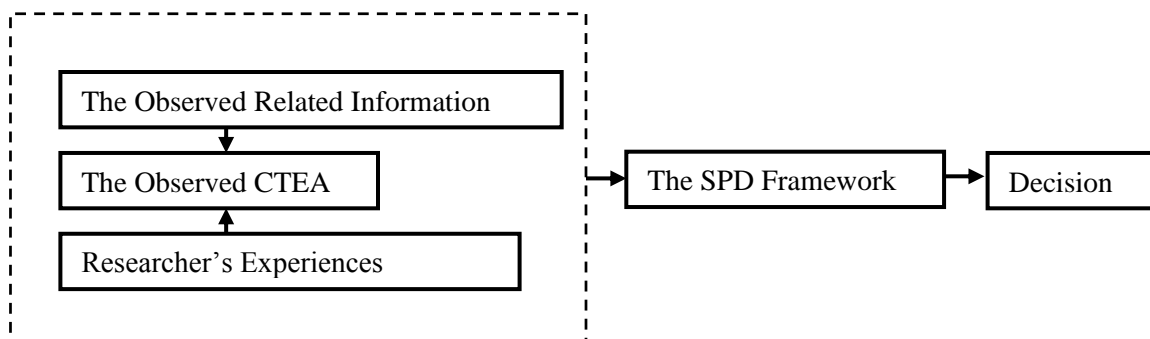 The Observed Related Information
The Observed CTEA
The SPD Framework
Decision
Researcher’s Experiences